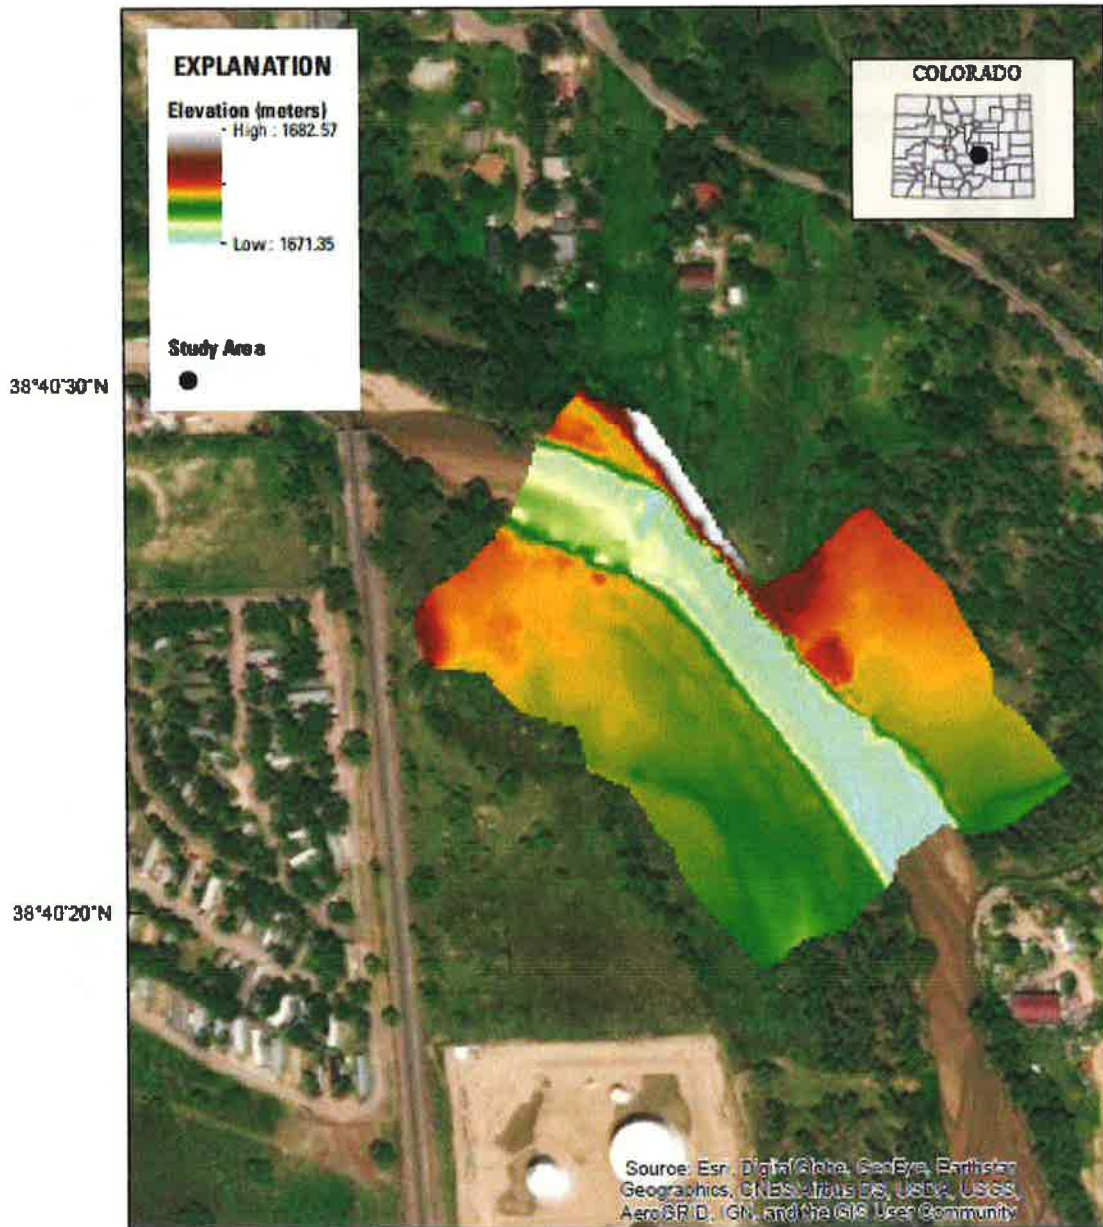 EXPLANATION
Elevation (meters)
High : 1682.57
Low : 1671.35
Study Area
COLORADO
38°40'30"N
38°40'20"N
Source: Esri, DigitalGlobe, GeoEye, Earthstar
Geographics, CNES/Airbus DS, USDA, USGS,
AeroGRID, IGN, and the GIS User Community